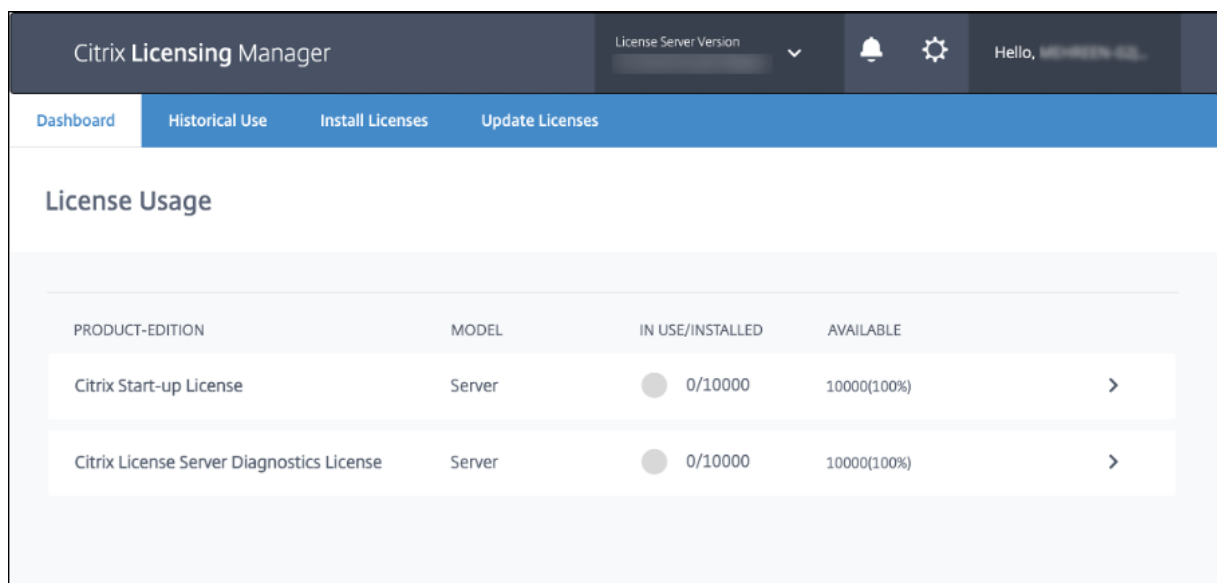 Citrix Licensing Manager
License Server Version
Hello,
Dashboard Historical Use Install Licenses Update Licenses
License Usage
PRODUCT-EDITION MODEL IN USE/INSTALLED AVAILABLE
Citrix Start-up License Server 0/10000 10000(100%)
Citrix License Server Diagnostics License Server 0/10000 10000(100%)